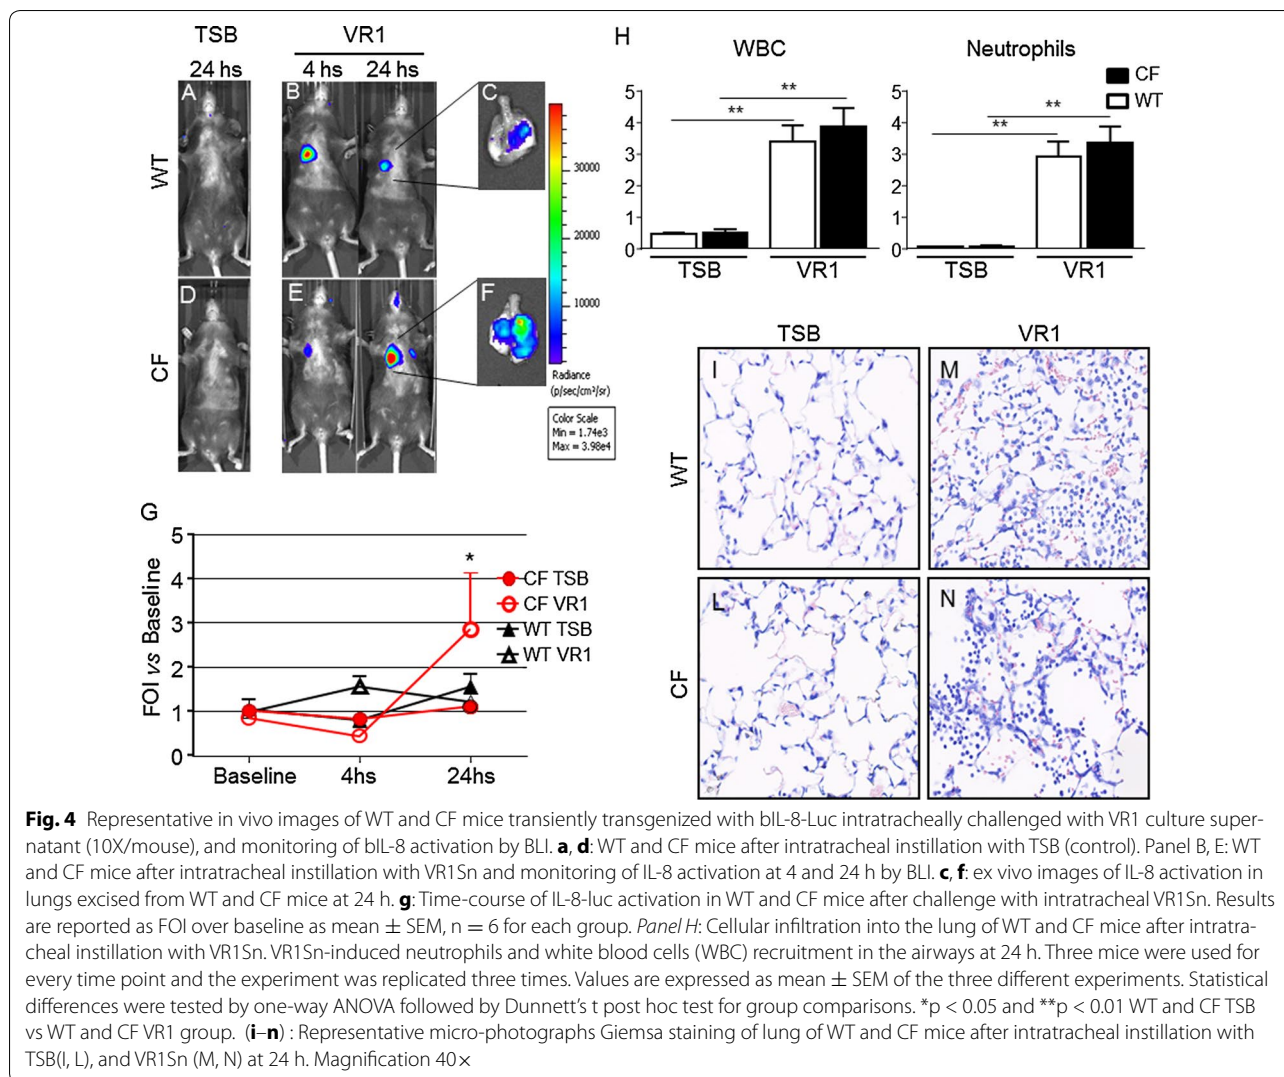 TSB VR1
24 hs 4 hs 24 hs
A B C
WT
30000
20000
10000
D E F
CF
Radiance
(p/sec/cm²/sr)
Color Scale
Min = 1.74e3
Max = 3.98e4
H
WBC Neutrophils
CF
WT
** **
** **
5 5
4 4
3 3
2 2
1 1
0 0
TSB VR1 TSB VR1
TSB VR1
I M
WT
L N
CF
G
FOI vs Baseline
5
4
3
2
1
0
*
CF TSB
CF VR1
WT TSB
WT VR1
Baseline 4hs 24hs
Fig. 4 Representative in vivo images of WT and CF mice transiently transgenized with bIL-8-Luc intratracheally challenged with VR1 culture super-
natant (10X/mouse), and monitoring of bIL-8 activation by BLI. a, d: WT and CF mice after intratracheal instillation with TSB (control). Panel B, E: WT
and CF mice after intratracheal instillation with VR1Sn and monitoring of IL-8 activation at 4 and 24 h by BLI. c, f: ex vivo images of IL-8 activation in
lungs excised from WT and CF mice at 24 h. g: Time-course of IL-8-luc activation in WT and CF mice after challenge with intratracheal VR1Sn. Results
are reported as FOI over baseline as mean ± SEM, n = 6 for each group. Panel H: Cellular infiltration into the lung of WT and CF mice after intratra-
cheal instillation with VR1Sn. VR1Sn-induced neutrophils and white blood cells (WBC) recruitment in the airways at 24 h. Three mice were used for
every time point and the experiment was replicated three times. Values are expressed as mean ± SEM of the three different experiments. Statistical
differences were tested by one-way ANOVA followed by Dunnett's t post hoc test for group comparisons. *p < 0.05 and **p < 0.01 WT and CF TSB
vs WT and CF VR1 group. (i–n) : Representative micro-photographs Giemsa staining of lung of WT and CF mice after intratracheal instillation with
TSB(I, L), and VR1Sn (M, N) at 24 h. Magnification 40×